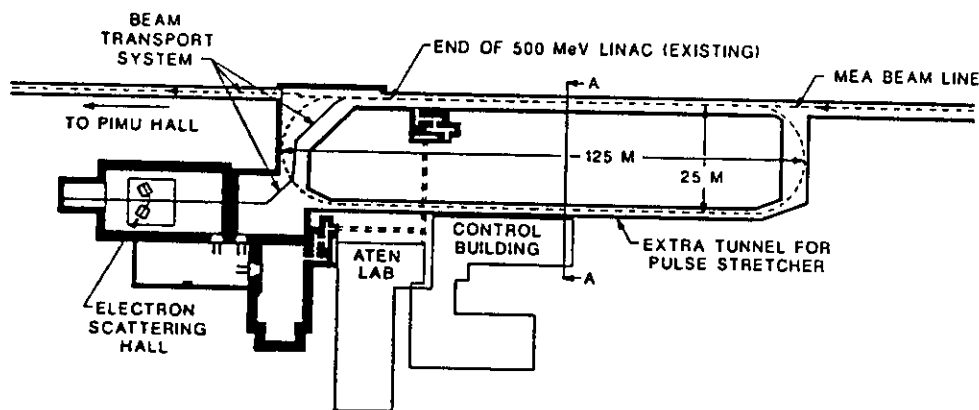 BEAM
TRANSPORT
SYSTEM
END OF 500 MeV LINAC (EXISTING)
A
MEA BEAM LINE
TO PIMU HALL
125 M
25 M
CONTROL
BUILDING
ATEN
LAB
EXTRA TUNNEL FOR
PULSE STRETCHER
A
ELECTRON
SCATTERING
HALL